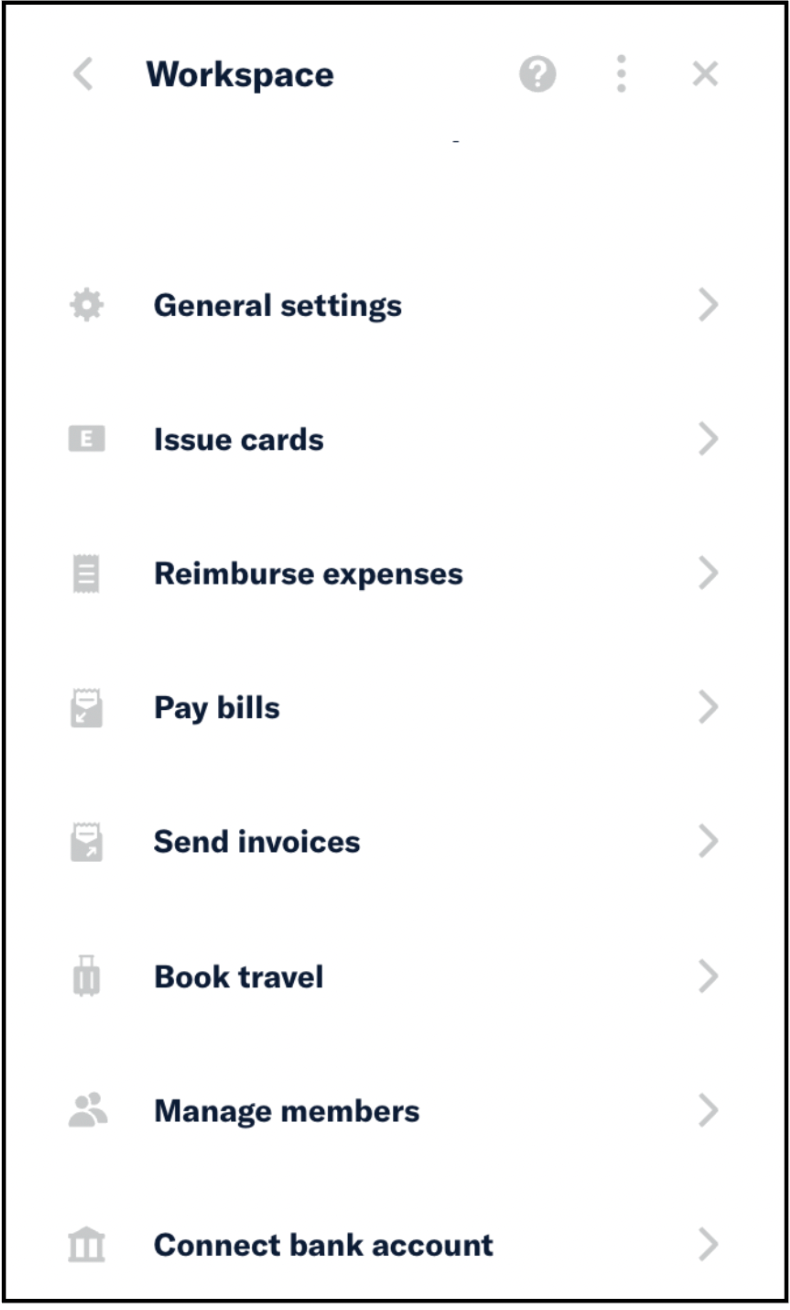 Workspace
-
General settings
E
Issue cards
Reimburse expenses
Pay bills
Send invoices
Book travel
Manage members
Connect bank account